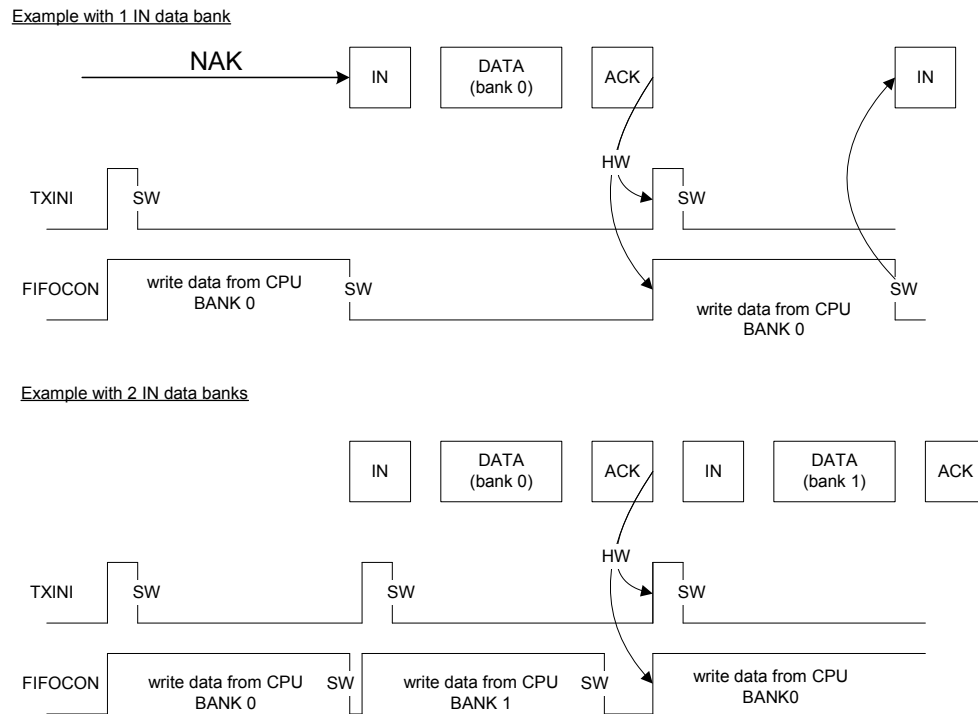 Example with 1 IN data bank
NAK
IN
DATA
(bank 0)
ACK
IN
HW
TXINI
SW
SW
FIFOCON
write data from CPU
BANK 0
SW
write data from CPU
BANK 0
SW
Example with 2 IN data banks
IN
DATA
(bank 0)
ACK
IN
DATA
(bank 1)
ACK
HW
TXINI
SW
SW
SW
FIFOCON
write data from CPU
BANK 0
SW
write data from CPU
BANK 1
SW
write data from CPU
BANK0